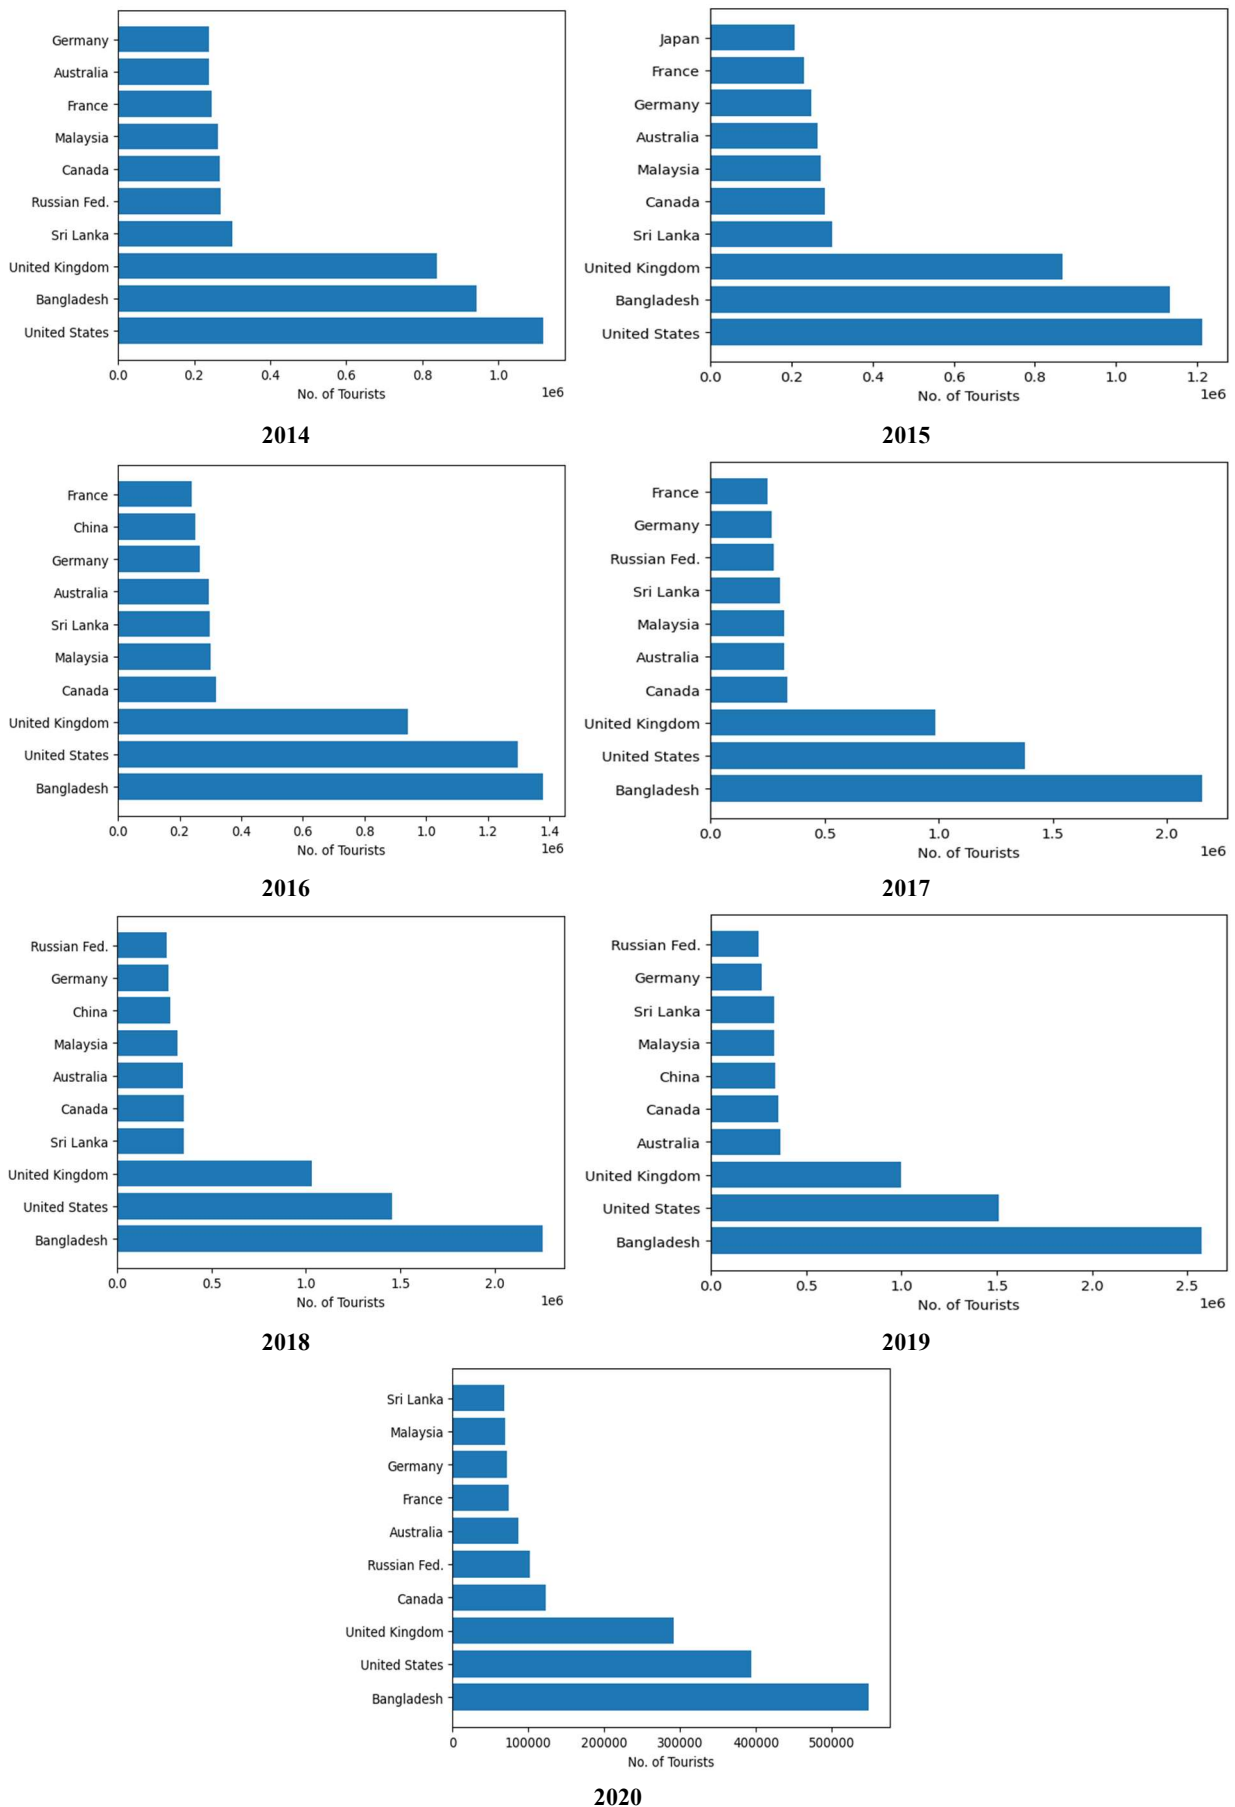 Germany
Australia
France
Malaysia
Canada
Russian Fed.
Sri Lanka
United Kingdom
Bangladesh
United States
0.0 0.2 0.4 0.6 0.8 1.0
No. of Tourists
1e6
2014
Japan
France
Germany
Australia
Malaysia
Canada
Sri Lanka
United Kingdom
Bangladesh
United States
0.0 0.2 0.4 0.6 0.8 1.0 1.2
No. of Tourists
1e6
2015
France
China
Germany
Australia
Sri Lanka
Malaysia
Canada
United Kingdom
United States
Bangladesh
0.0 0.2 0.4 0.6 0.8 1.0 1.2 1.4
No. of Tourists
1e6
2016
France
Germany
Russian Fed.
Sri Lanka
Malaysia
Australia
Canada
United Kingdom
United States
Bangladesh
0.0 0.5 1.0 1.5 2.0
No. of Tourists
1e6
2017
Russian Fed.
Germany
China
Malaysia
Australia
Canada
Sri Lanka
United Kingdom
United States
Bangladesh
0.0 0.5 1.0 1.5 2.0
No. of Tourists
1e6
2018
Russian Fed.
Germany
Sri Lanka
Malaysia
China
Canada
Australia
United Kingdom
United States
Bangladesh
0.0 0.5 1.0 1.5 2.0 2.5
No. of Tourists
1e6
2019
Sri Lanka
Malaysia
Germany
France
Australia
Russian Fed.
Canada
United Kingdom
United States
Bangladesh
0 100000 200000 300000 400000 500000
No. of Tourists
2020